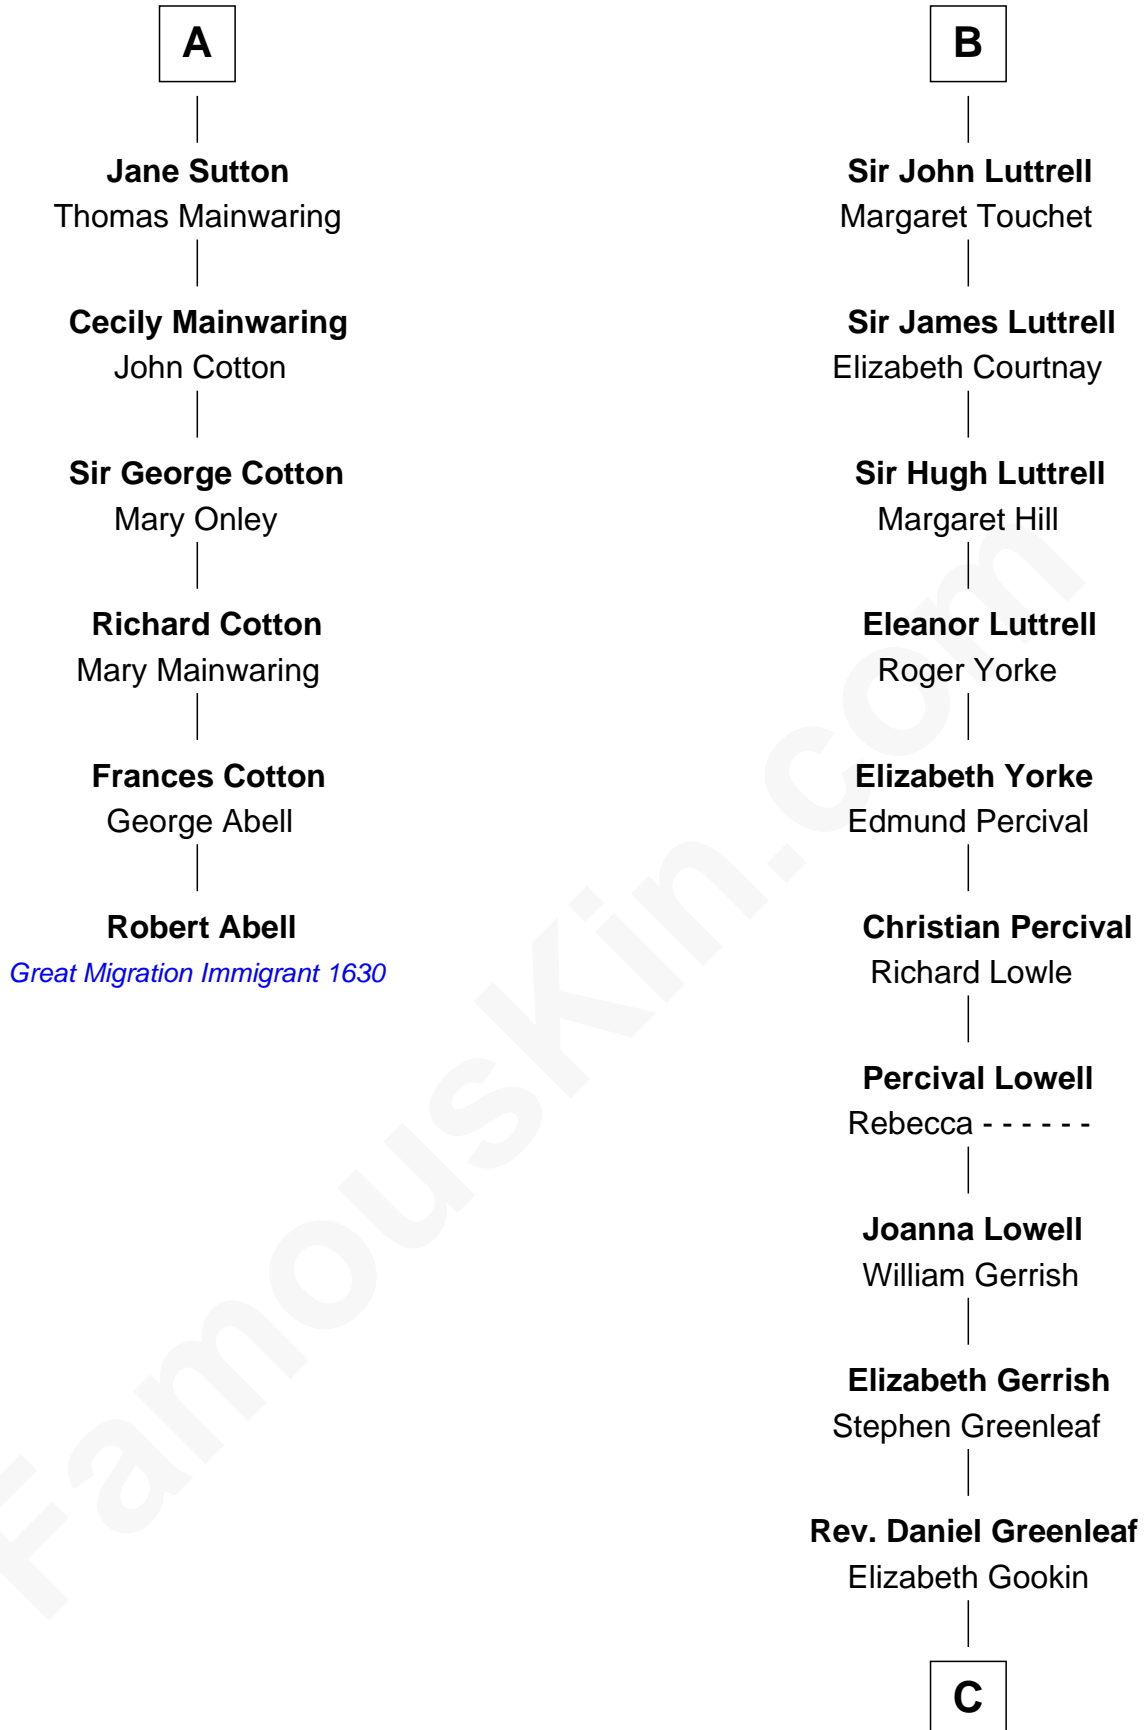 A
Jane Sutton
Thomas Mainwaring
Cecily Mainwaring
John Cotton
Sir George Cotton
Mary Onley
Richard Cotton
Mary Mainwaring
Frances Cotton
George Abell
Robert Abell
Great Migration Immigrant 1630
B
Sir John Luttrell
Margaret Touchet
Sir James Luttrell
Elizabeth Courtnay
Sir Hugh Luttrell
Margaret Hill
Eleanor Luttrell
Roger Yorke
Elizabeth Yorke
Edmund Percival
Christian Percival
Richard Lowle
Percival Lowell
Rebecca - - - - - -
Joanna Lowell
William Gerrish
Elizabeth Gerrish
Stephen Greenleaf
Rev. Daniel Greenleaf
Elizabeth Gookin
C
FamousKin.com